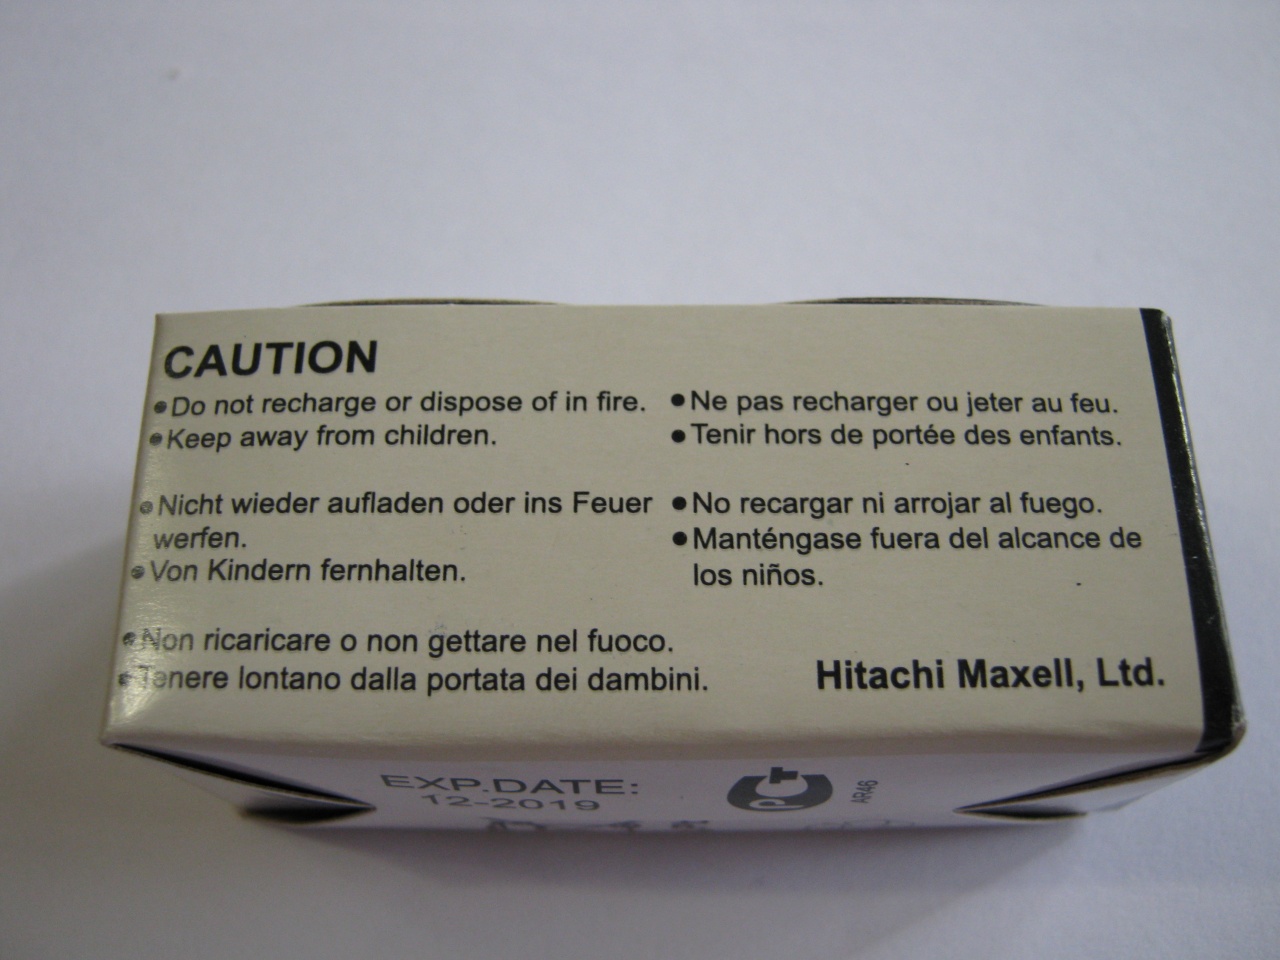 CAUTION
●Do not recharge or dispose of in fire.
●Keep away from children.
●Nicht wieder aufladen oder ins Feuer
werfen.
●Von Kindern fernhalten.
●Non ricaricare o non gettare nel fuoco.
●Tenere lontano dalla portata dei dambini.
●Ne pas recharger ou jeter au feu.
●Tenir hors de portée des enfants.
●No recargar ni arrojar al fuego.
●Manténgase fuera del alcance de
los niños.
Hitachi Maxell, Ltd.
EXP.DATE:
12-2019
AR46